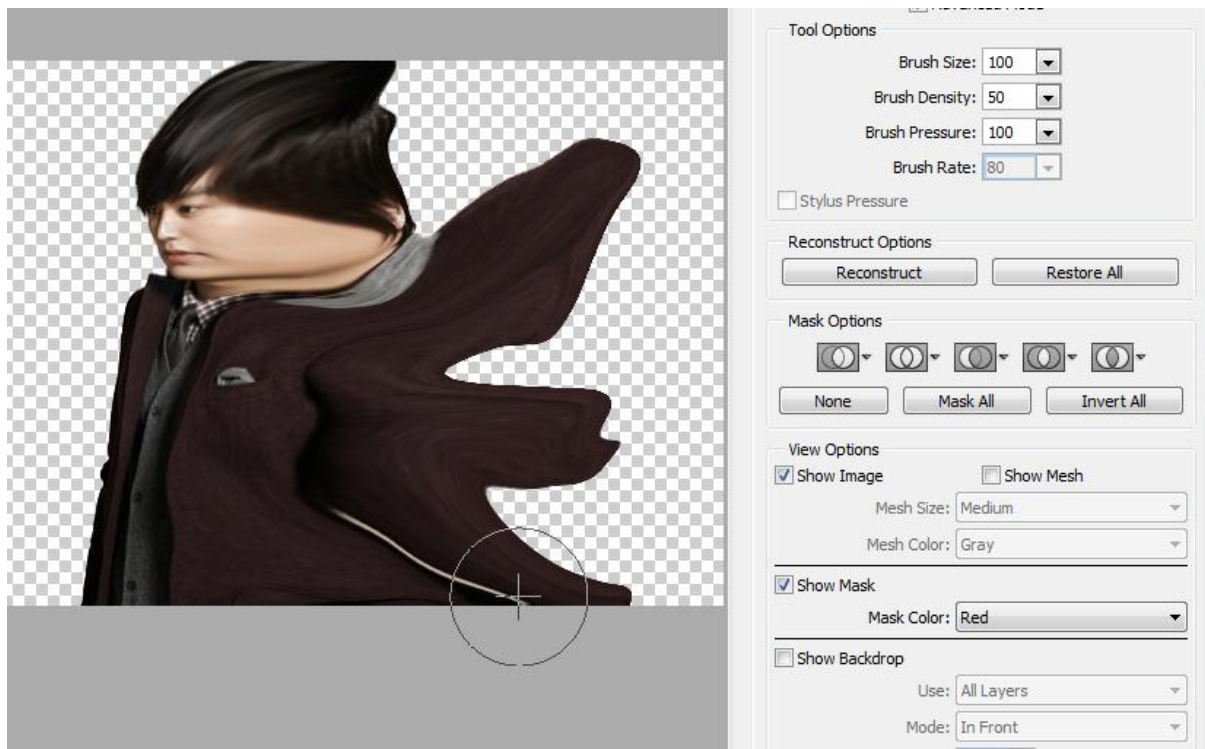 Tool Options
Brush Size: 100
Brush Density: 50
Brush Pressure: 100
Brush Rate: 80
Stylus Pressure
Reconstruct Options
Reconstruct Restore All
Mask Options
None Mask All Invert All
View Options
Show Image Show Mesh
Mesh Size: Medium
Mesh Color: Gray
Show Mask
Mask Color: Red
Show Backdrop
Use: All Layers
Mode: In Front